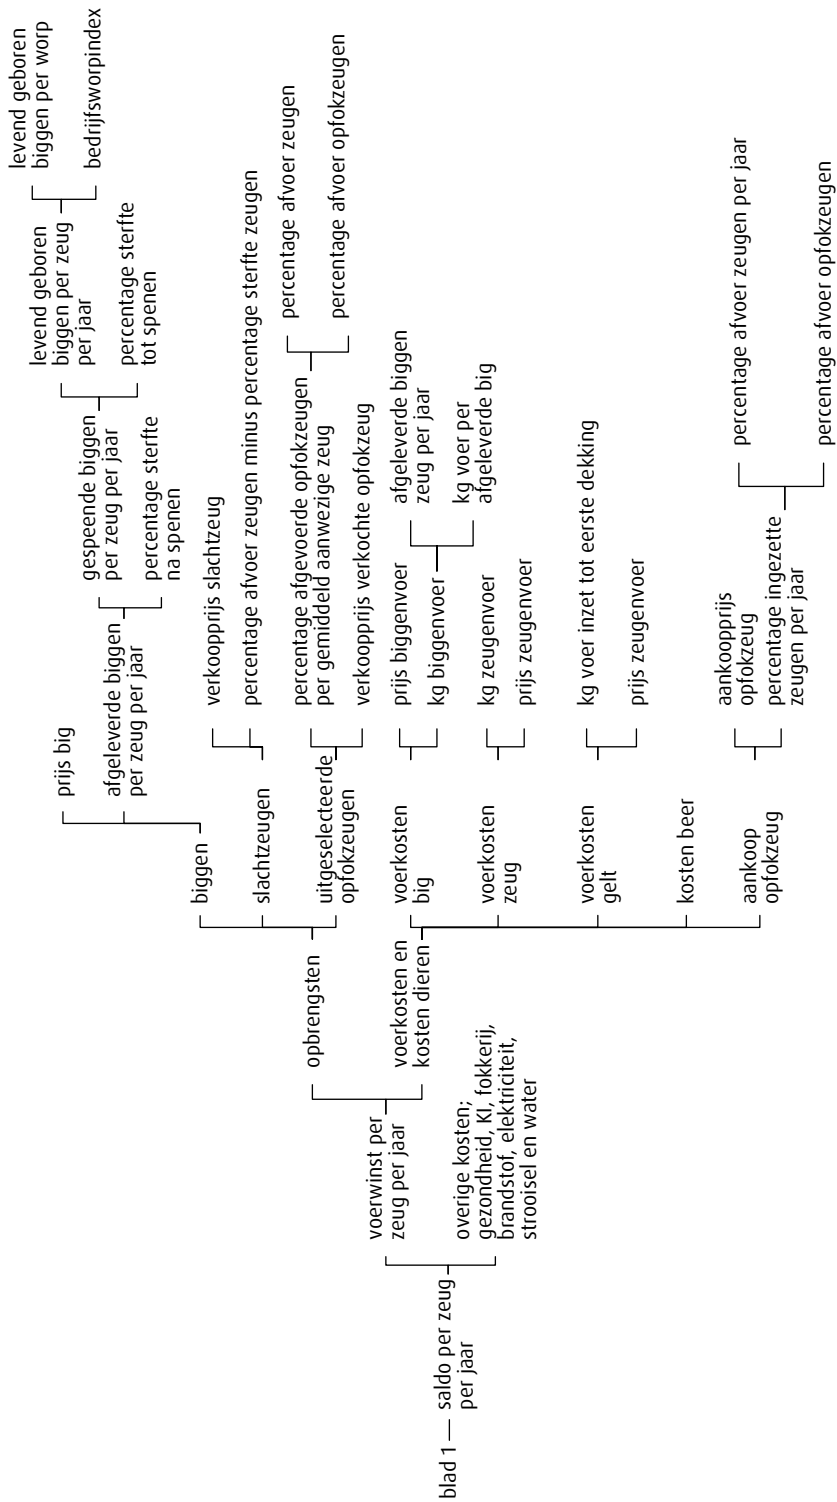 blad 1
saldo per zeug
per jaar
voerwinst per
zeug per jaar
overige kosten;
gezondheid, KI, fokkerij,
brandstof, elektriciteit,
strooisel en water
opbrengsten
voerkosten en
kosten dieren
biggen
slachtzeugen
uitgeselecteerde
opfokzeugen
voerkosten
big
voerkosten
zeug
voerkosten
gelt
kosten beer
aankoop
opfokzeug
prijs big
afgeleverde biggen
per zeug per jaar
gespeende biggen
per zeug per jaar
percentage sterfte
na spenen
levend geboren
biggen per zeug
per jaar
percentage sterfte
tot spenen
levend geboren
biggen per worp
bedrijfsworpindex
verkoopprijs slachtzeug
percentage afvoer zeugen minus percentage sterfte zeugen
percentage afgevoerde opfokzeugen
per gemiddeld aanwezige zeug
verkoopprijs verkochte opfokzeug
percentage afvoer zeugen
percentage afvoer opfokzeugen
prijs biggenvoer
kg biggenvoer
afgeleverde biggen
zeug per jaar
kg voer per
afgeleverde big
kg zeugenvoer
prijs zeugenvoer
kg voer inzet tot eerste dekking
prijs zeugenvoer
aankoopprijs
opfokzeug
percentage ingezette
zeugen per jaar
percentage afvoer zeugen per jaar
percentage afvoer opfokzeugen